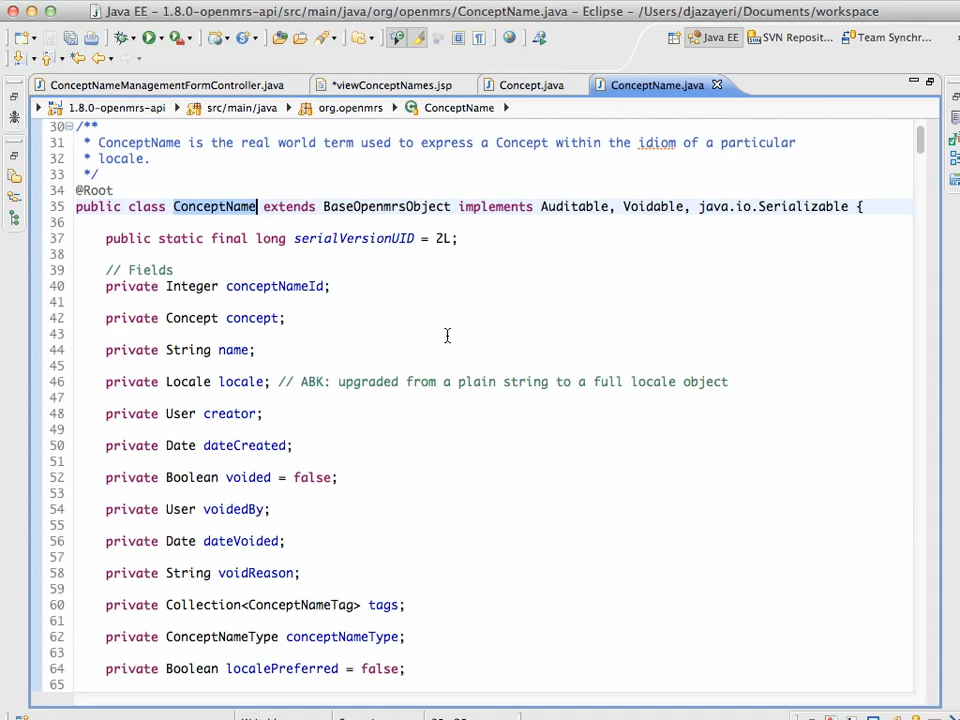 Java EE - 1.8.0-openmrs-api/src/main/java/org/openmrs/ConceptName.java - Eclipse - /Users/djazayeri/Documents/workspace
Java EE
SVN Reposit...
Team Synchr...
ConceptNameManagementFormController.java
*viewConceptNames.jsp
Concept.java
ConceptName.java
1.8.0-openmrs-api
src/main/java
org.openmrs
ConceptName
30 /**
31 * ConceptName is the real world term used to express a Concept within the idiom of a particular
32 * locale.
33 */
34 @Root
35 public class ConceptName extends BaseOpenmrsObject implements Auditable, Voidable, java.io.Serializable {
36
37 public static final long serialVersionUID = 2L;
38
39 // Fields
40 private Integer conceptNameId;
41
42 private Concept concept;
43
44 private String name;
45
46 private Locale locale; // ABK: upgraded from a plain string to a full locale object
47
48 private User creator;
49
50 private Date dateCreated;
51
52 private Boolean voided = false;
53
54 private User voidedBy;
55
56 private Date dateVoided;
57
58 private String voidReason;
59
60 private Collection<ConceptNameTag> tags;
61
62 private ConceptNameType conceptNameType;
63
64 private Boolean localePreferred = false;
65